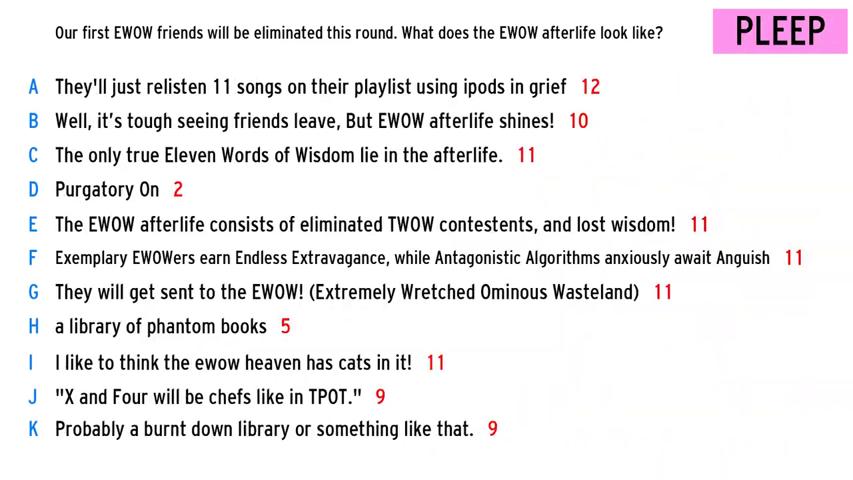 Our first EWOW friends will be eliminated this round. What does the EWOW afterlife look like?
PLEEP
A They'll just relisten 11 songs on their playlist using ipods in grief 12
B Well, it's tough seeing friends leave, But EWOW afterlife shines! 10
C The only true Eleven Words of Wisdom lie in the afterlife. 11
D Purgatory On 2
E The EWOW afterlife consists of eliminated TWOW contestents, and lost wisdom! 11
F Exemplary EWOWers earn Endless Extravagance, while Antagonistic Algorithms anxiously await Anguish 11
G They will get sent to the EWOW! (Extremely Wretched Ominous Wasteland) 11
H a library of phantom books 5
I I like to think the ewow heaven has cats in it! 11
J "X and Four will be chefs like in TPOT." 9
K Probably a burnt down library or something like that. 9